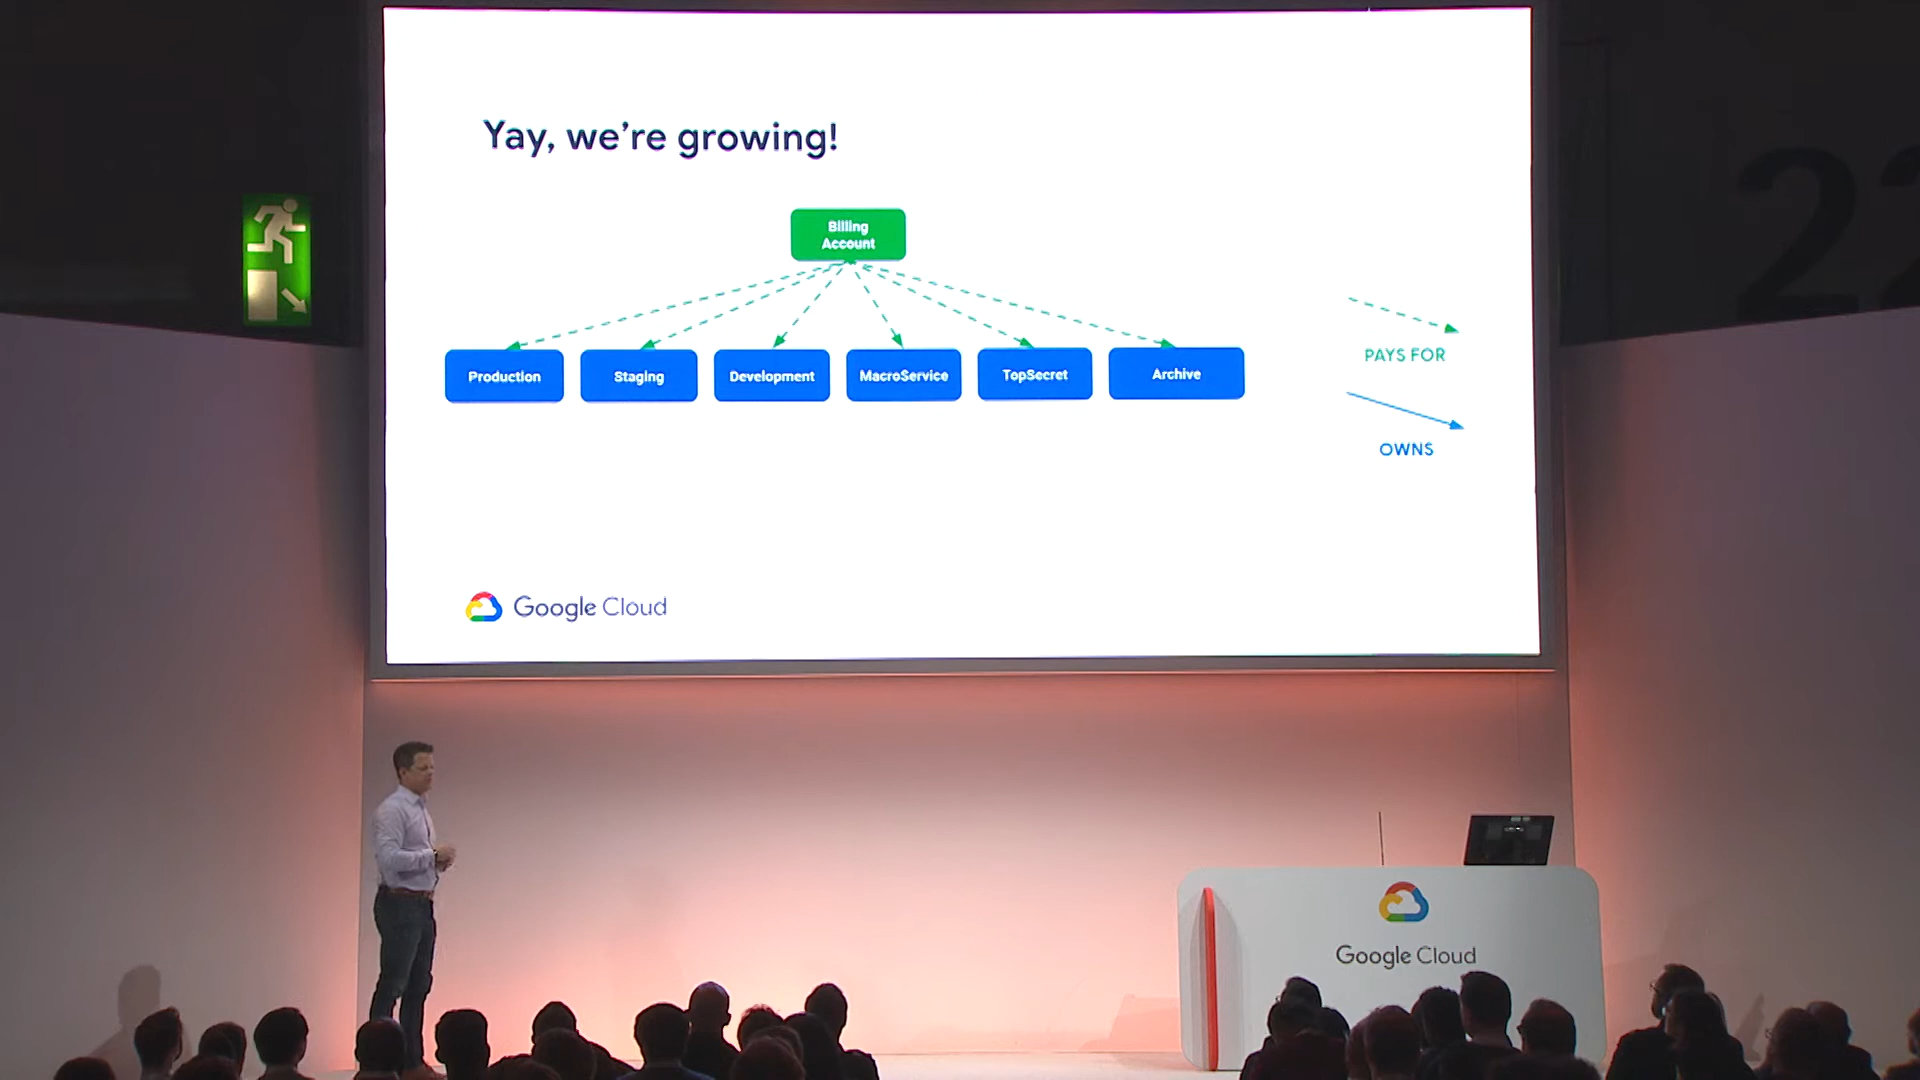 Yay, we're growing!
Billing
Account
Production
Staging
Development
MacroService
TopSecret
Archive
PAYS FOR
OWNS
Google Cloud
Google Cloud
22